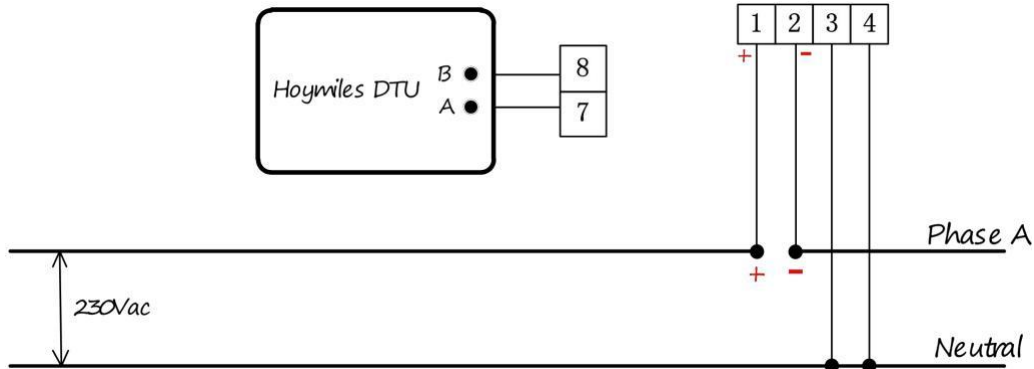 1 2 3 4
+ -
B
8
Hoymiles DTU
A
7
Phase A
+ -
230Vac
Neutral